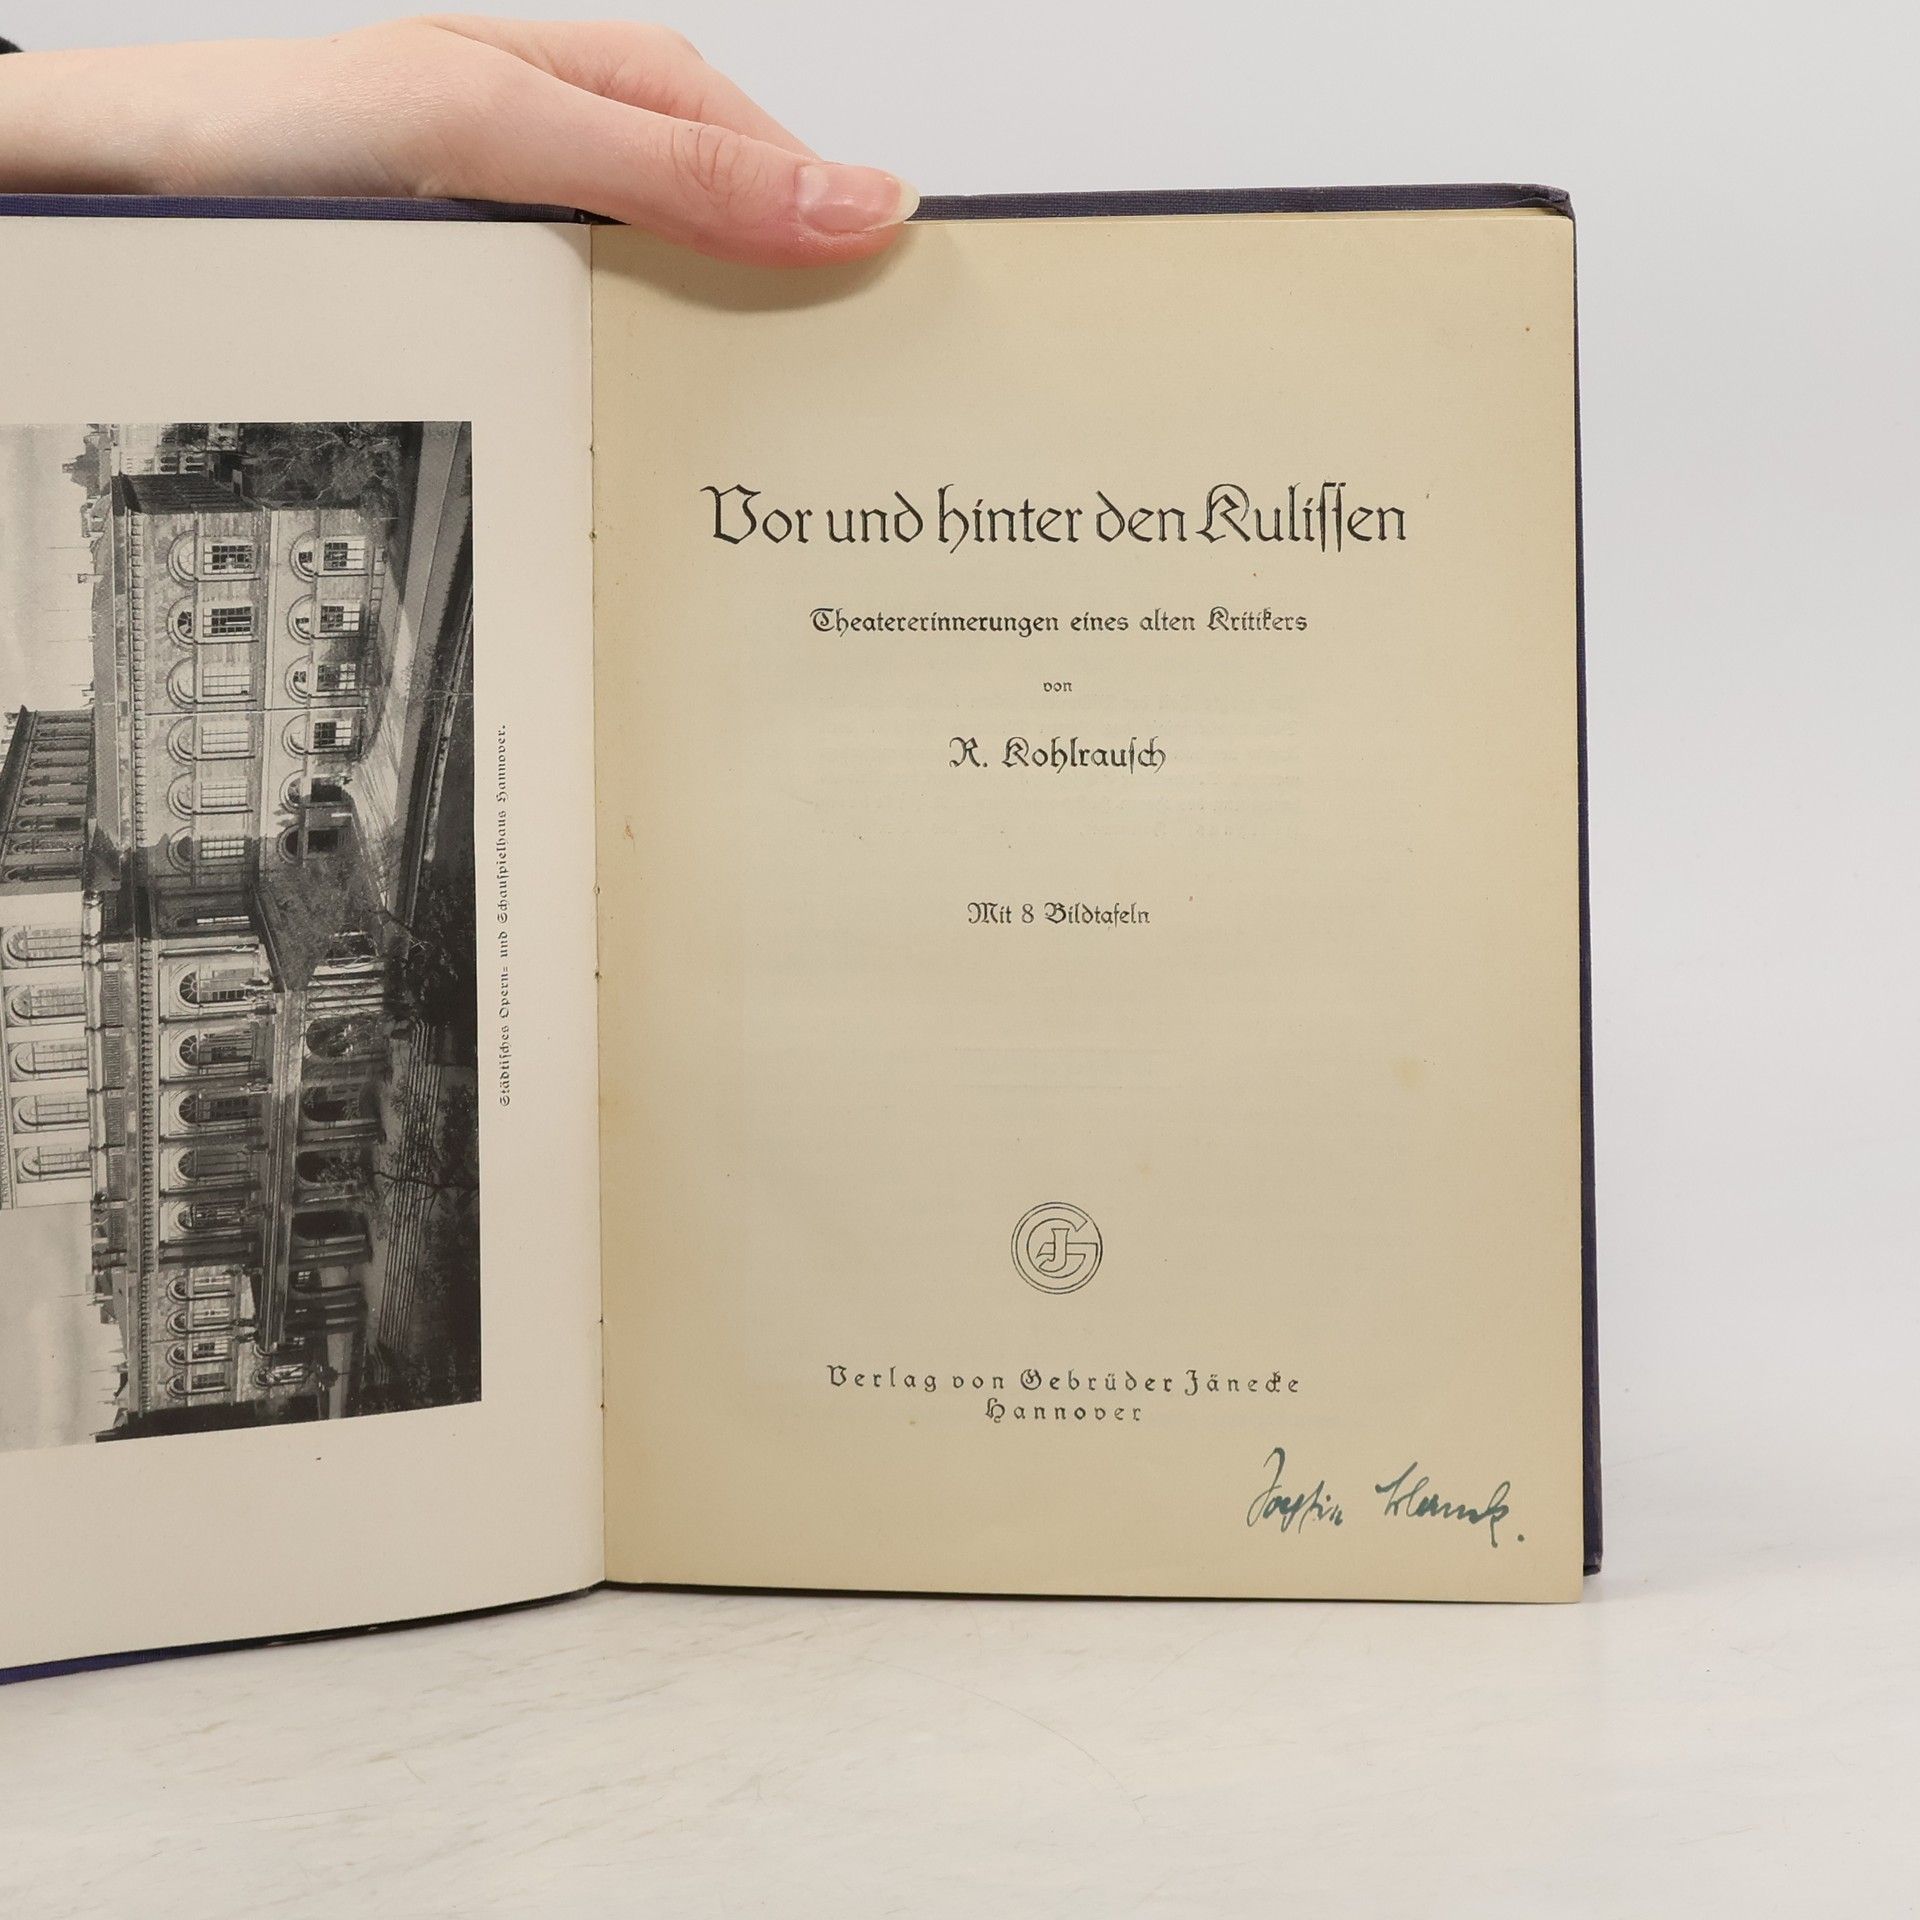 Städtisches Opern- und Schauspielhaus Hannover.
Vor und hinter den Kulissen
Theatererinnerungen eines alten Kritikers
von
R. Kohlrausch
Mit 8 Bildtafeln
GJ
Verlag von Gebrüder Jänecke
Hannover